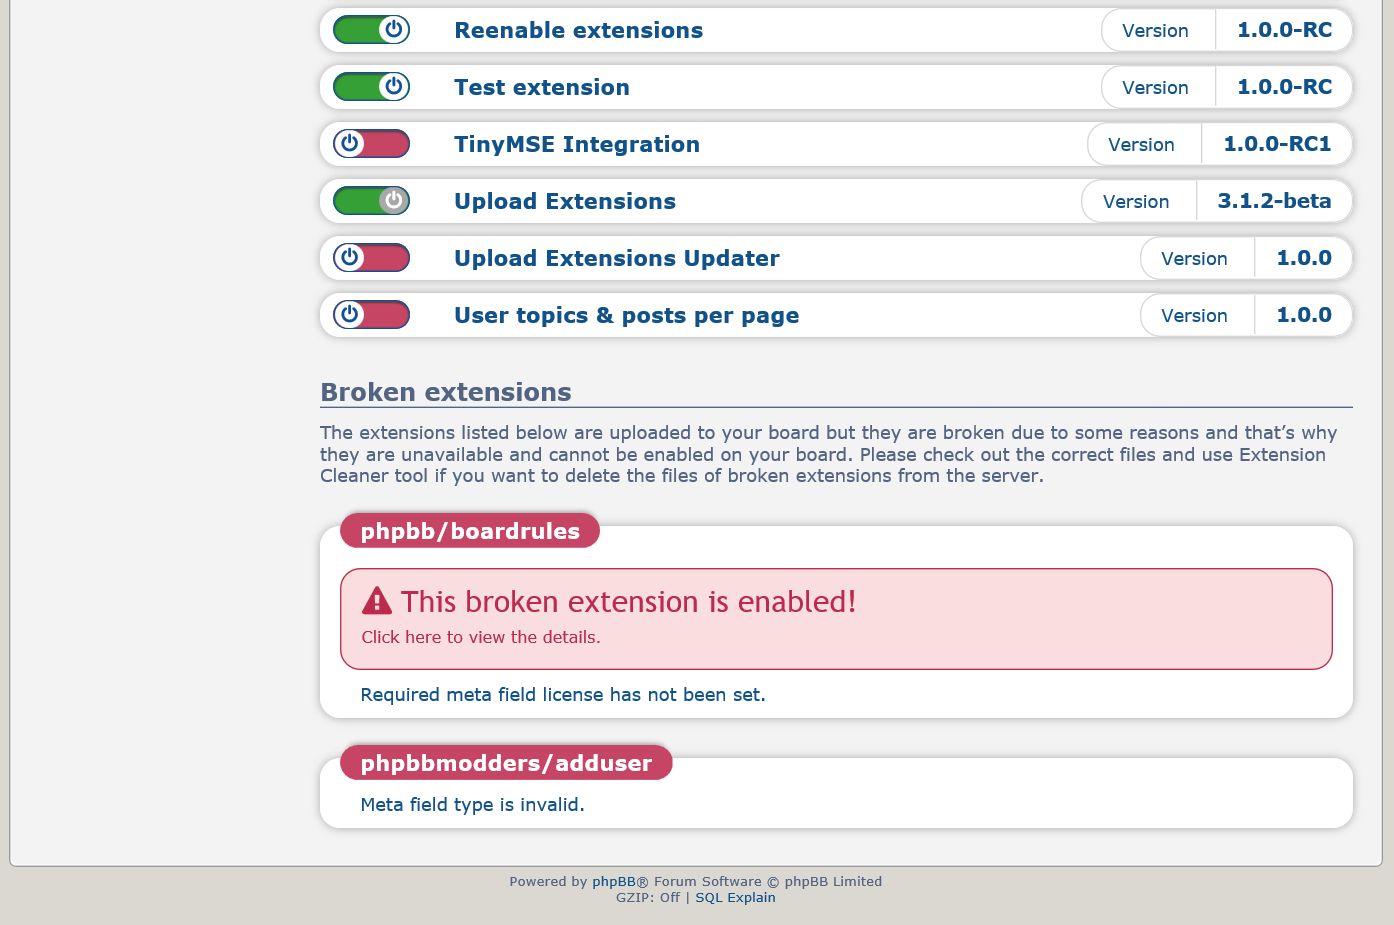 Reenable extensions Version 1.0.0-RC
Test extension Version 1.0.0-RC
TinyMSE Integration Version 1.0.0-RC1
Upload Extensions Version 3.1.2-beta
Upload Extensions Updater Version 1.0.0
User topics & posts per page Version 1.0.0
Broken extensions
The extensions listed below are uploaded to your board but they are broken due to some reasons and that’s why
they are unavailable and cannot be enabled on your board. Please check out the correct files and use Extension
Cleaner tool if you want to delete the files of broken extensions from the server.
phpbb/boardrules
This broken extension is enabled!
Click here to view the details.
Required meta field license has not been set.
phpbbmodders/adduser
Meta field type is invalid.
Powered by phpBB® Forum Software © phpBB Limited
GZIP: Off | SQL Explain